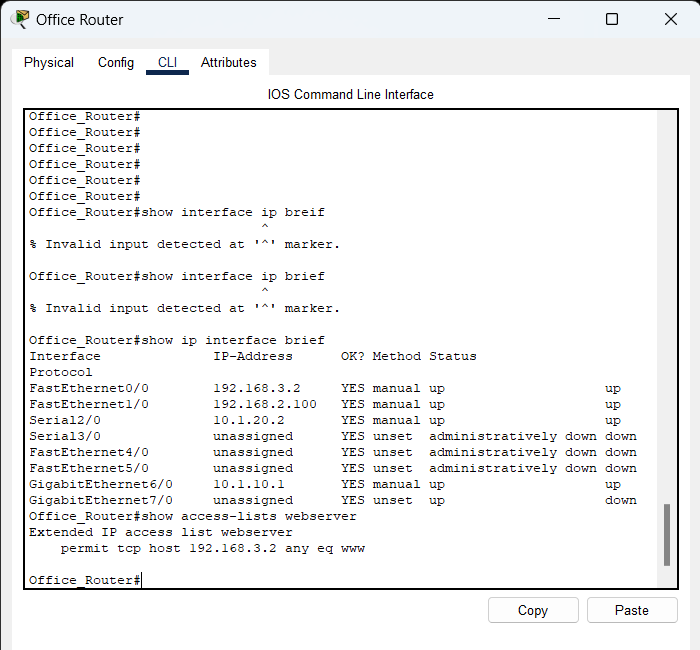 Office Router
Physical Config CLI Attributes
IOS Command Line Interface
Office_Router#
Office_Router#
Office_Router#
Office_Router#
Office_Router#
Office_Router#
Office_Router#show interface ip breif
^
% Invalid input detected at '^' marker.
Office_Router#show interface ip brief
^
% Invalid input detected at '^' marker.
Office_Router#show ip interface brief
Interface IP-Address OK? Method Status
Protocol
FastEthernet0/0 192.168.3.2 YES manual up up
FastEthernet1/0 192.168.2.100 YES manual up up
Serial2/0 10.1.20.2 YES manual up up
Serial3/0 unassigned YES unset administratively down down
FastEthernet4/0 unassigned YES unset administratively down down
FastEthernet5/0 unassigned YES unset administratively down down
GigabitEthernet6/0 10.1.10.1 YES manual up up
GigabitEthernet7/0 unassigned YES unset up down
Office_Router#show access-lists webserver
Extended IP access list webserver
permit tcp host 192.168.3.2 any eq www
Office_Router#
Copy Paste